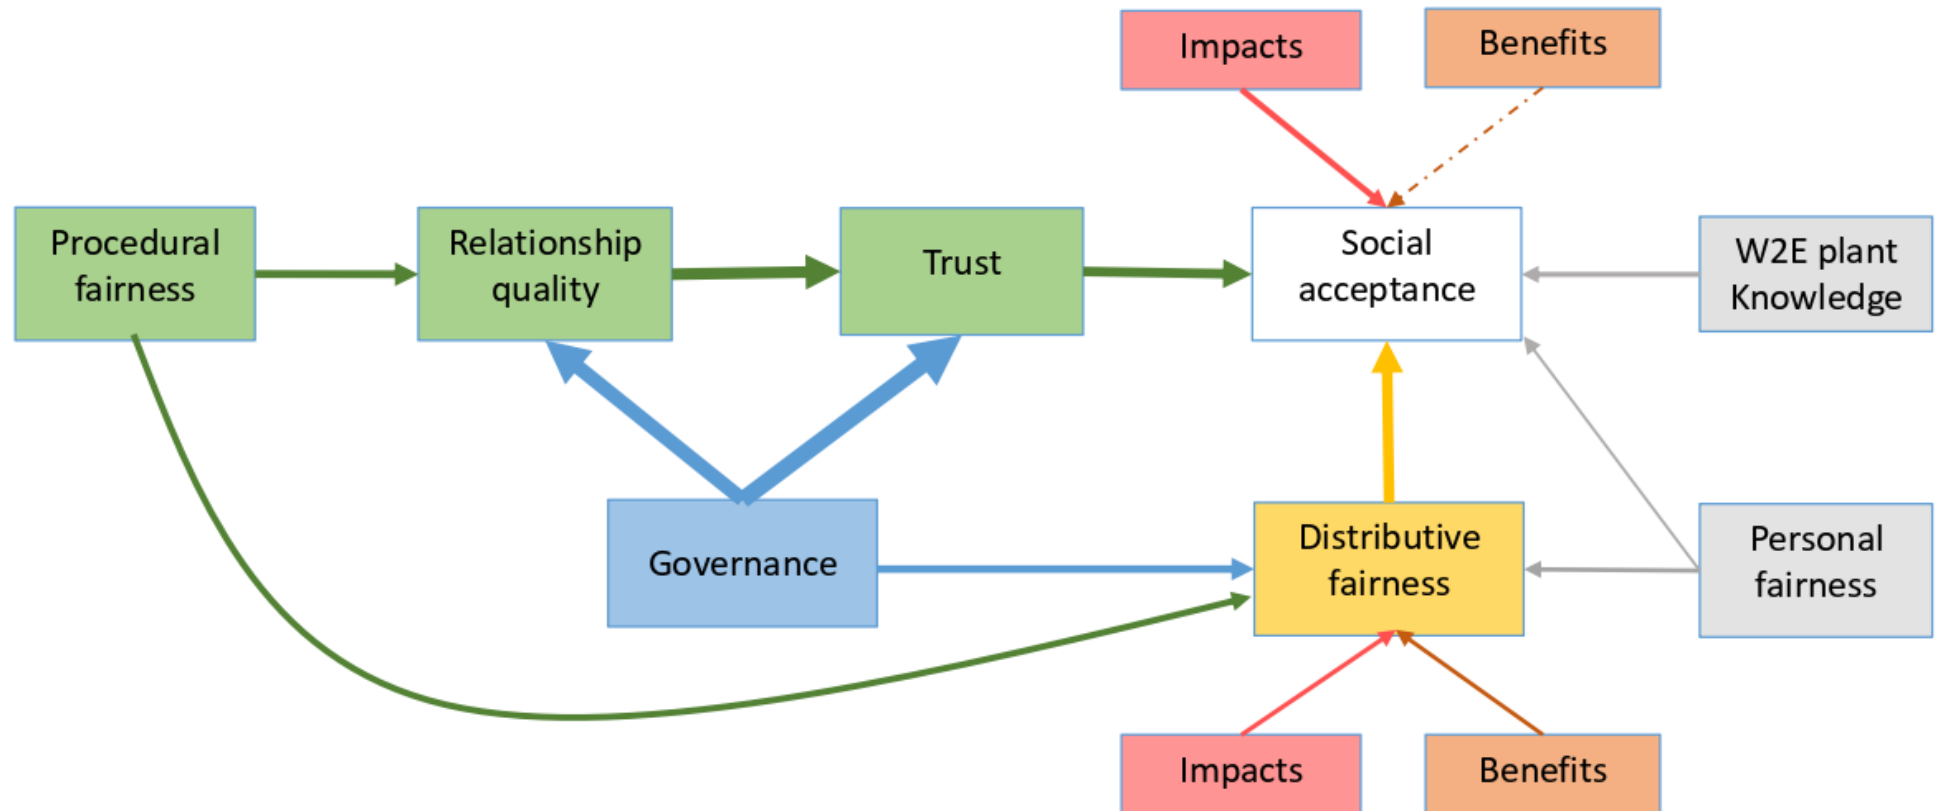 Impacts
Benefits
Procedural
fairness
Relationship
quality
Trust
Social
acceptance
W2E plant
Knowledge
Governance
Distributive
fairness
Personal
fairness
Impacts
Benefits